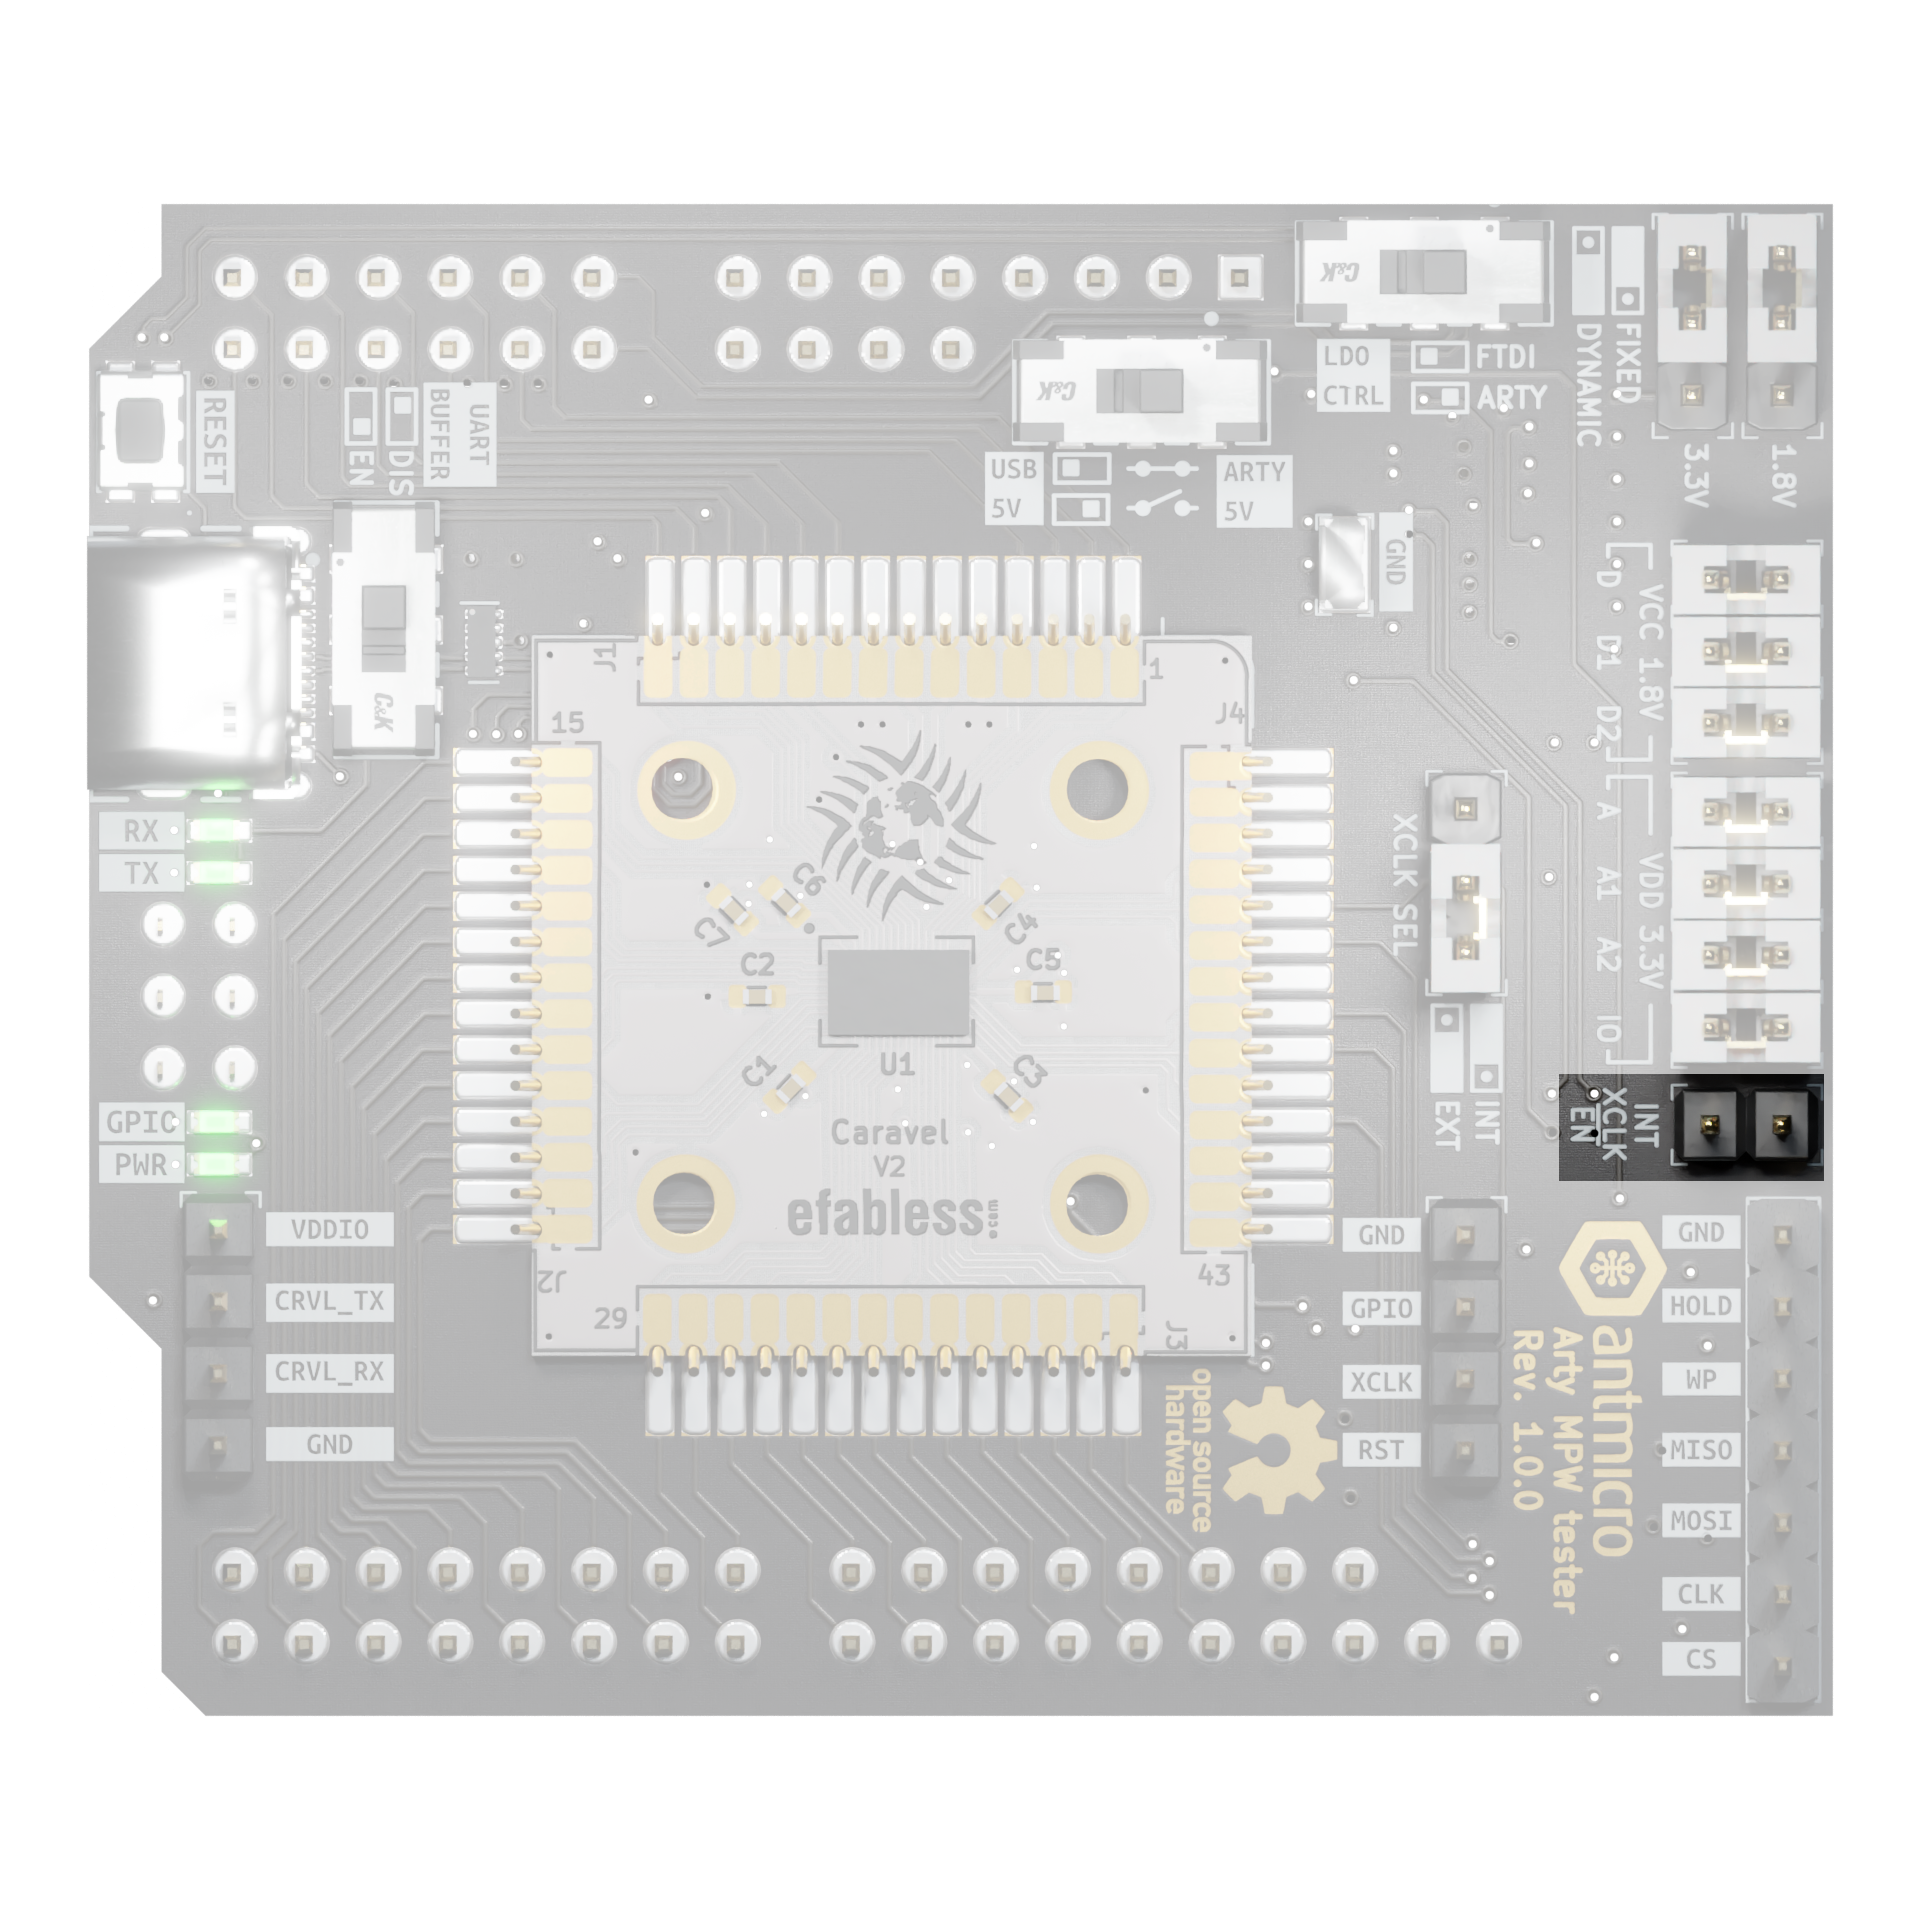 C&K
LDO
CTRL
FTDI
ARTY
DYNAMIC
FIXED
3.3V
1.8V
C&K
USB
5V
ARTY
5V
RESET
EN
DIS
UART
BUFFER
GND
C&K
J1
1
15
J4
D
D1
D2
VCC 1.8V
A
A1
A2
IO
VDD 3.3V
RX
TX
XCLK SEL
C7
C6
C4
C2
C5
C1
U1
C3
EXT
INT
INT
XCLK
EN
GPIO
PWR
Caravel
V2
efabless.com
VDDIO
CRVL_TX
CRVL_RX
GND
J2
29
43
J3
GND
GPIO
XCLK
RST
open source
hardware
antmicro
Arty MPW tester
Rev. 1.0.0
GND
HOLD
WP
MISO
MOSI
CLK
CS